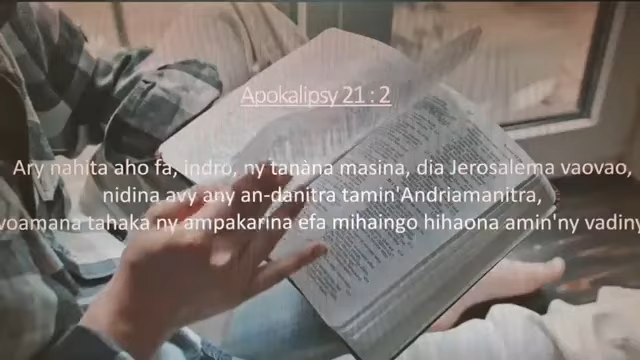 Apokalipsy 21 : 2
Ary nahita aho fa, indro, ny tanàna masina, dia Jerosalema vaovao,
nidina avy any an-danitra tamin'Andriamanitra,
voamana tahaka ny ampakarina efa mihaingo hihaona amin'ny vadiny